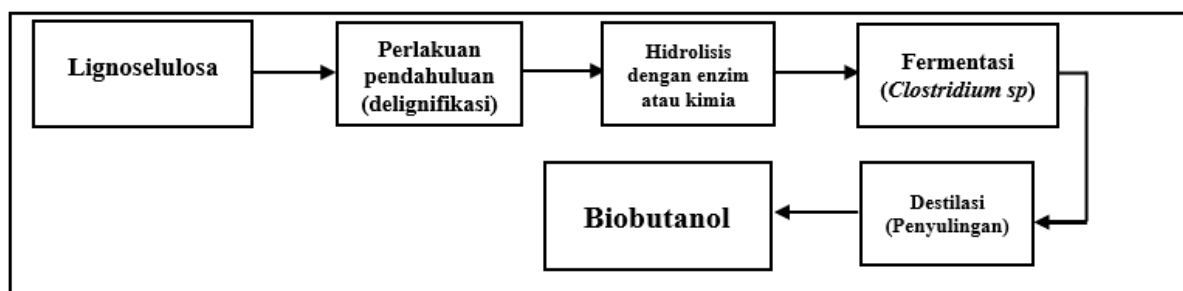 Lignoselulosa
Perlakuan
pendahuluan
(delignifikasi)
Hidrolisis
dengan enzim
atau kimia
Fermentasi
(Clostridium sp)
Destilasi
(Penyulingan)
Biobutanol